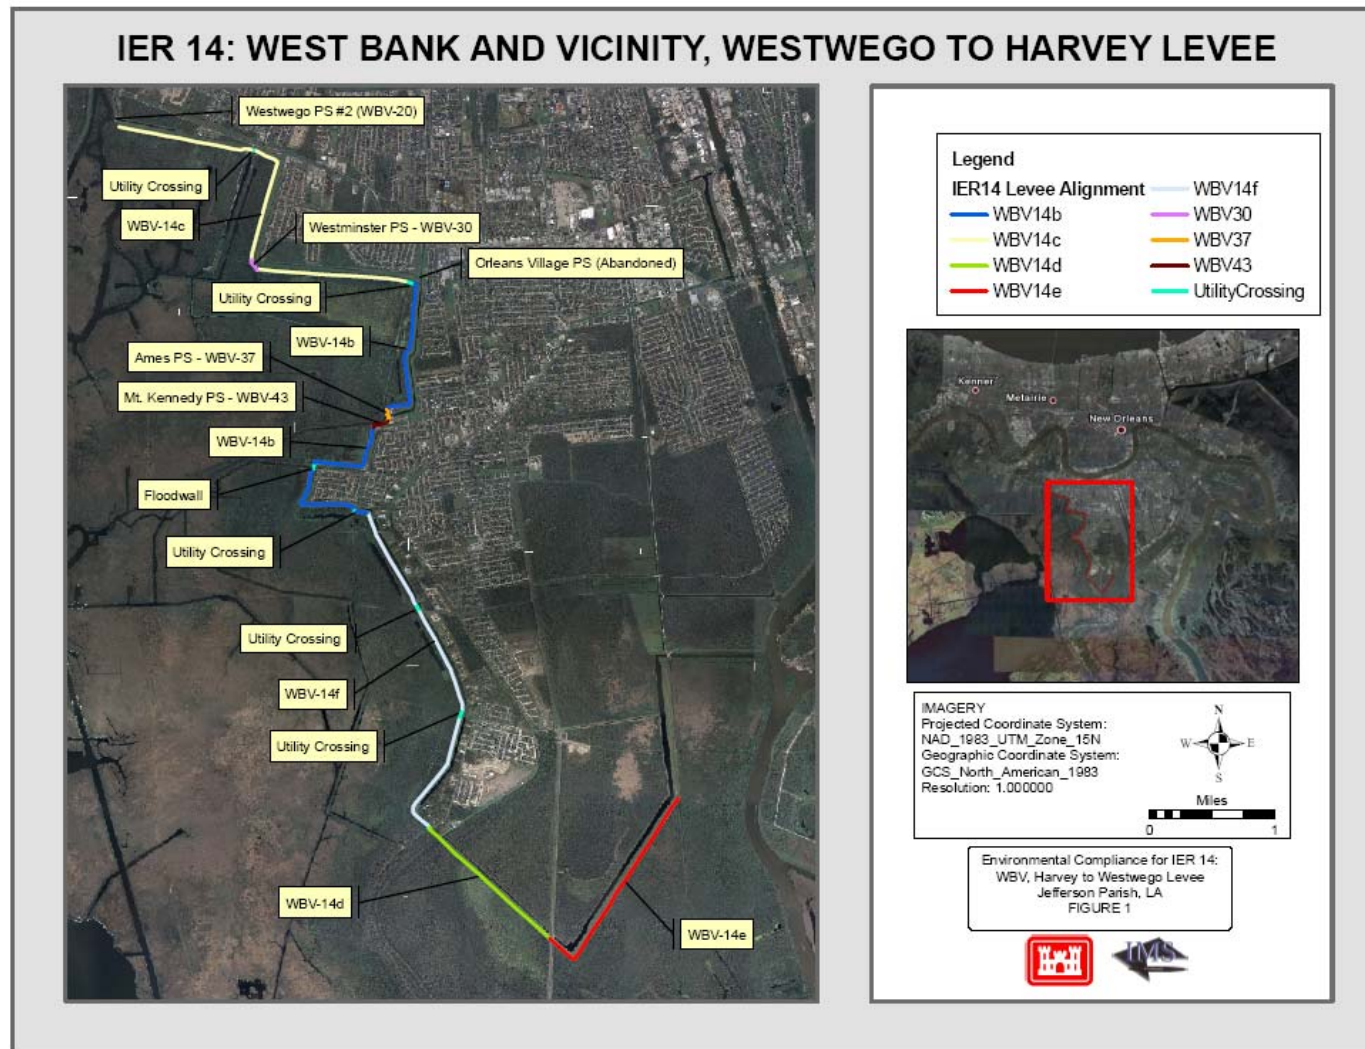 IER 14: WEST BANK AND VICINITY, WESTWEGO TO HARVEY LEVEE
Westwego PS #2 (WBV-20)
Utility Crossing
WBV-14c
Westminster PS - WBV-30
Orleans Village PS (Abandoned)
Utility Crossing
WBV-14b
Ames PS - WBV-37
Mt. Kennedy PS - WBV-43
WBV-14b
Floodwall
Utility Crossing
Utility Crossing
WBV-14f
Utility Crossing
WBV-14d
WBV-14e
Legend
IER14 Levee Alignment
WBV14b
WBV14c
WBV14d
WBV14e
WBV14f
WBV30
WBV37
WBV43
UtilityCrossing
Kenner
Metairie
New Orleans
IMAGERY
Projected Coordinate System:
NAD_1983_UTM_Zone_15N
Geographic Coordinate System:
GCS_North_American_1983
Resolution: 1.000000
N
W
E
S
Miles
0
1
Environmental Compliance for IER 14:
WBV, Harvey to Westwego Levee
Jefferson Parish, LA
FIGURE 1